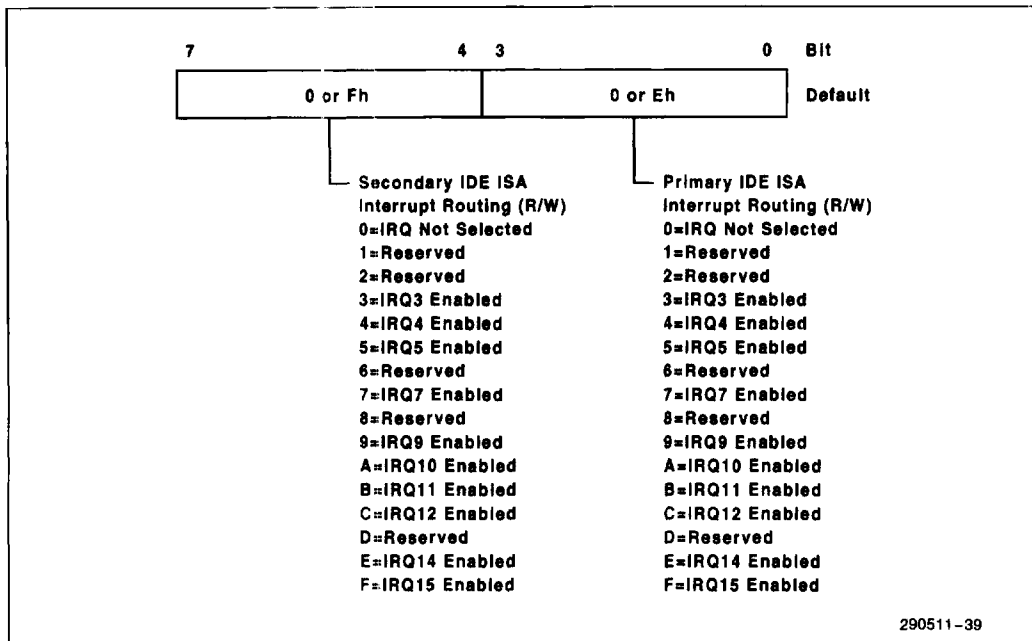 7 4 3 0 Bit
0 or Fh 0 or Eh Default
Secondary IDE ISA
Interrupt Routing (R/W)
0=IRQ Not Selected
1=Reserved
2=Reserved
3=IRQ3 Enabled
4=IRQ4 Enabled
5=IRQ5 Enabled
6=Reserved
7=IRQ7 Enabled
8=Reserved
9=IRQ9 Enabled
A=IRQ10 Enabled
B=IRQ11 Enabled
C=IRQ12 Enabled
D=Reserved
E=IRQ14 Enabled
F=IRQ15 Enabled
Primary IDE ISA
Interrupt Routing (R/W)
0=IRQ Not Selected
1=Reserved
2=Reserved
3=IRQ3 Enabled
4=IRQ4 Enabled
5=IRQ5 Enabled
6=Reserved
7=IRQ7 Enabled
8=Reserved
9=IRQ9 Enabled
A=IRQ10 Enabled
B=IRQ11 Enabled
C=IRQ12 Enabled
D=Reserved
E=IRQ14 Enabled
F=IRQ15 Enabled
290511-39